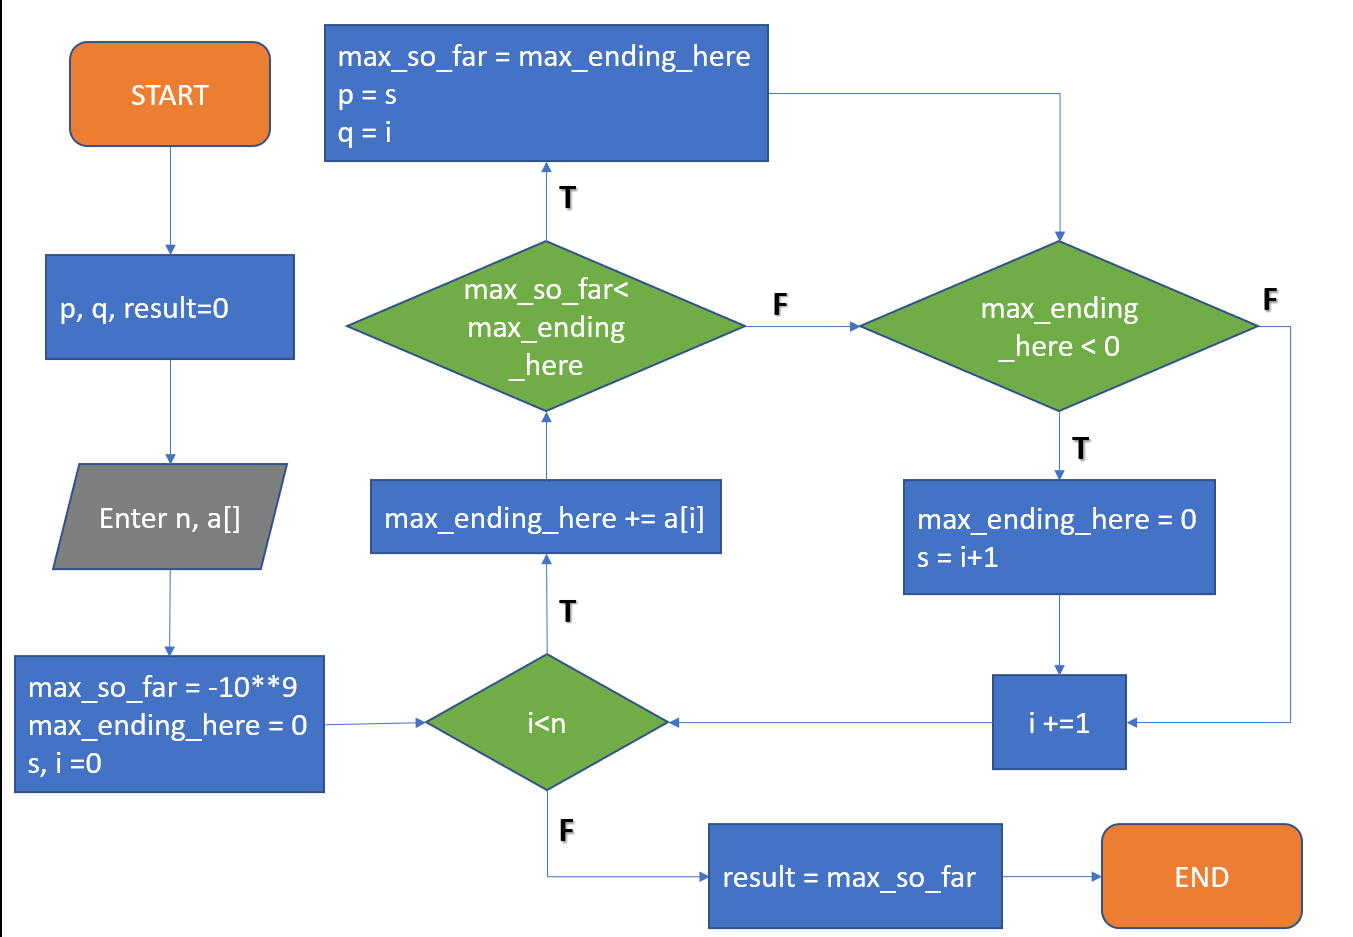 START
p, q, result=0
Enter n, a[]
max_so_far = -10**9
max_ending_here = 0
s, i =0
i<n
T
max_ending_here += a[i]
max_so_far<
max_ending
_here
T
max_so_far = max_ending_here
p = s
q = i
F
max_ending
_here < 0
F
T
max_ending_here = 0
s = i+1
i +=1
F
result = max_so_far
END